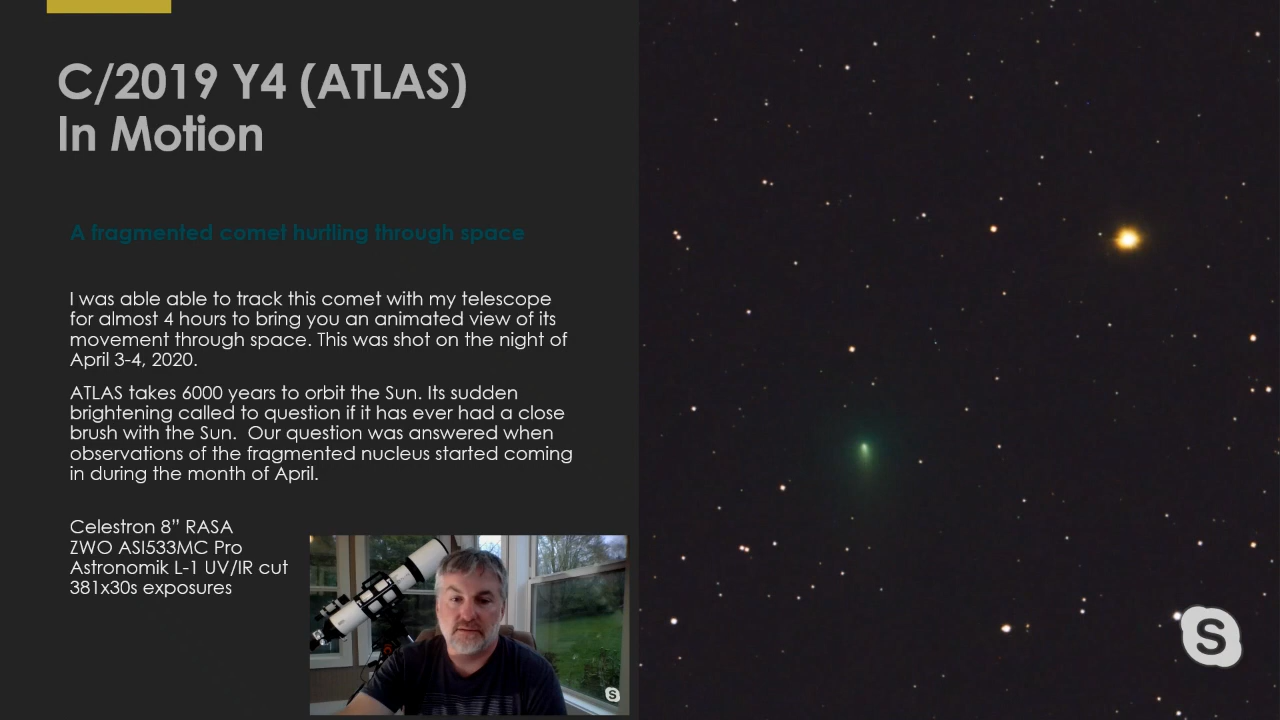 C/2019 Y4 (ATLAS)
In Motion
A fragmented comet hurtling through space
I was able able to track this comet with my telescope
for almost 4 hours to bring you an animated view of its
movement through space. This was shot on the night of
April 3-4, 2020.
ATLAS takes 6000 years to orbit the Sun. Its sudden
brightening called to question if it has ever had a close
brush with the Sun.  Our question was answered when
observations of the fragmented nucleus started coming
in during the month of April.
Celestron 8” RASA
ZWO ASI533MC Pro
Astronomik L-1 UV/IR cut
381x30s exposures
S
S